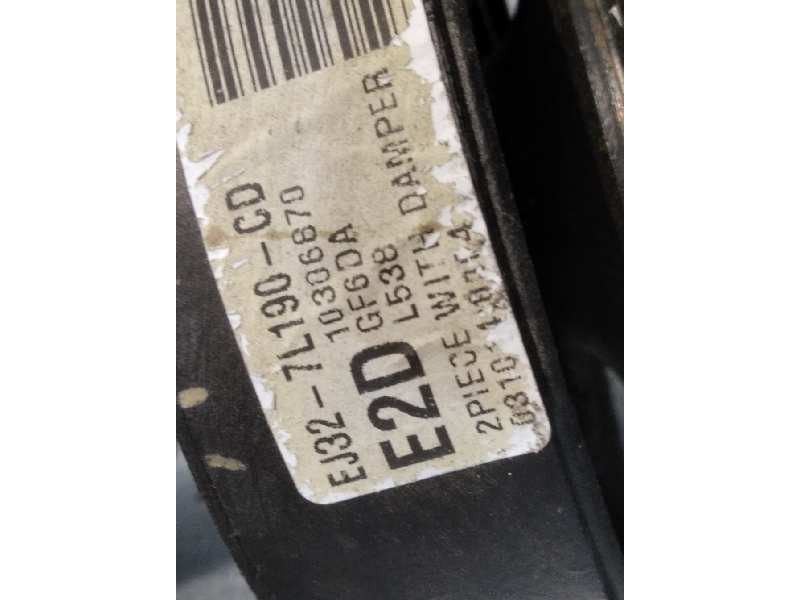 EJ32-7L190-CD
10306870
GF6DA
E2D
L538
2PIECE WITH DAMPER